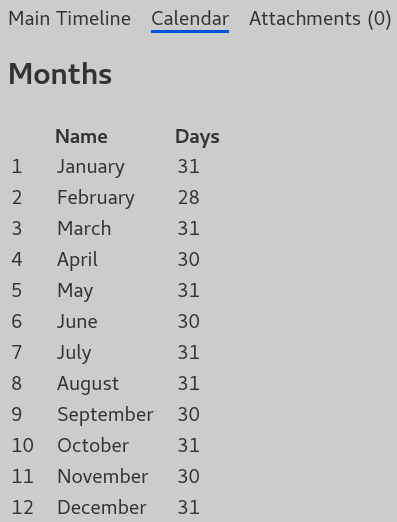 Main Timeline Calendar Attachments (0)
Months
Name Days
1 January 31
2 February 28
3 March 31
4 April 30
5 May 31
6 June 30
7 July 31
8 August 31
9 September 30
10 October 31
11 November 30
12 December 31